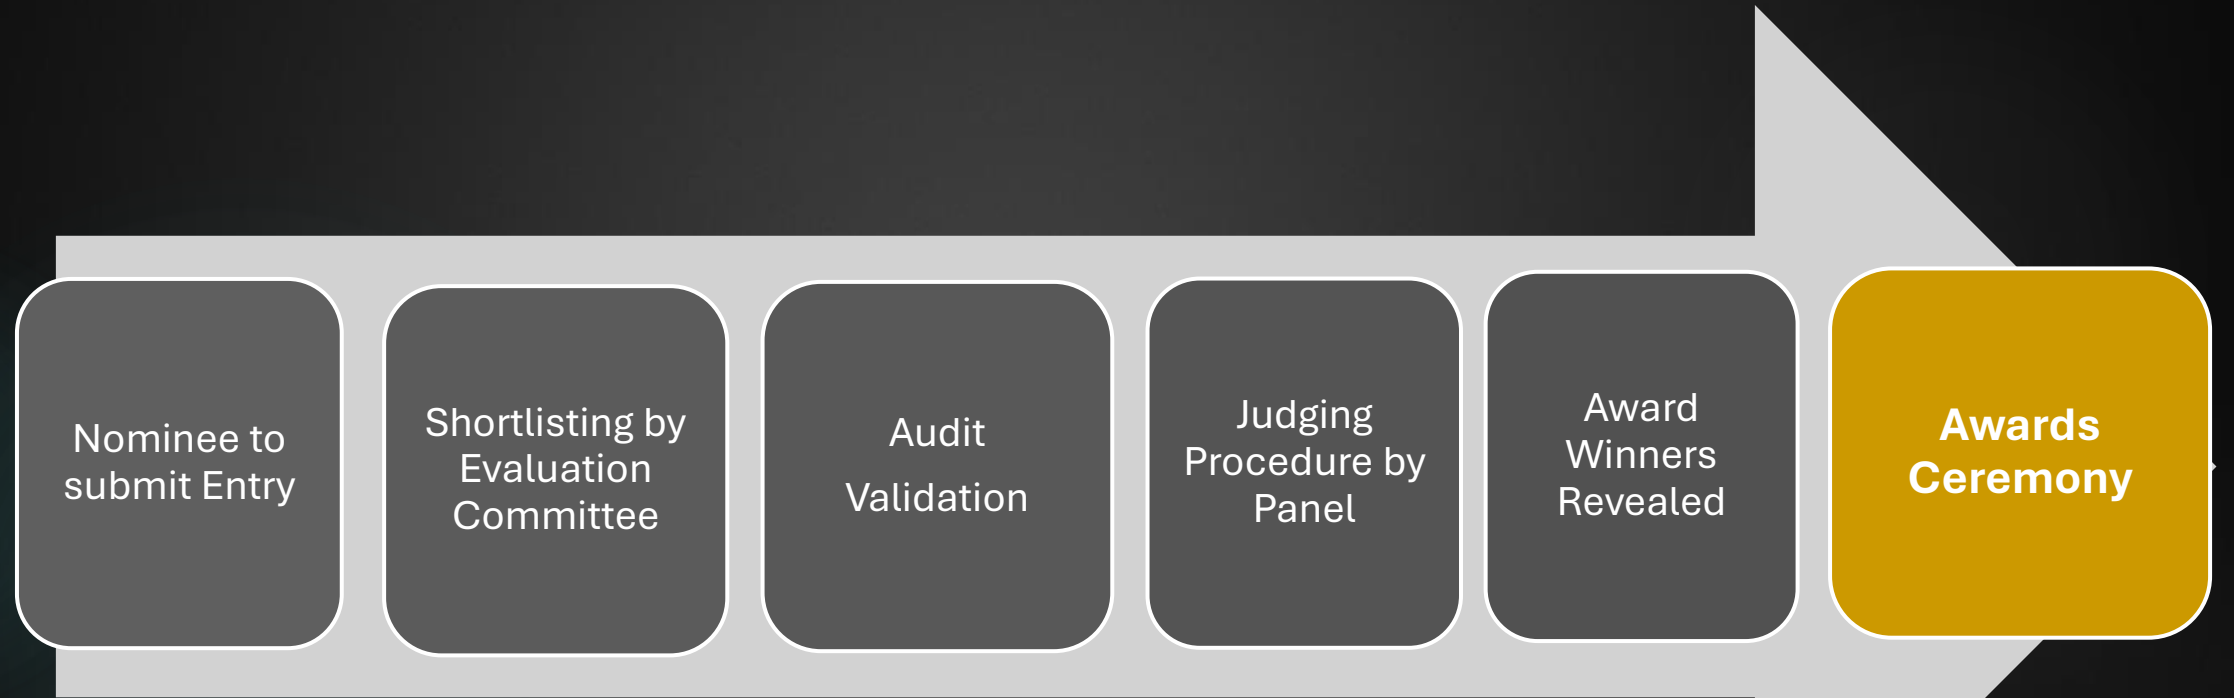 Nominee to
submit Entry
Shortlisting by
Evaluation
Committee
Audit
Validation
Judging
Procedure by
Panel
Award
Winners
Revealed
Awards
Ceremony